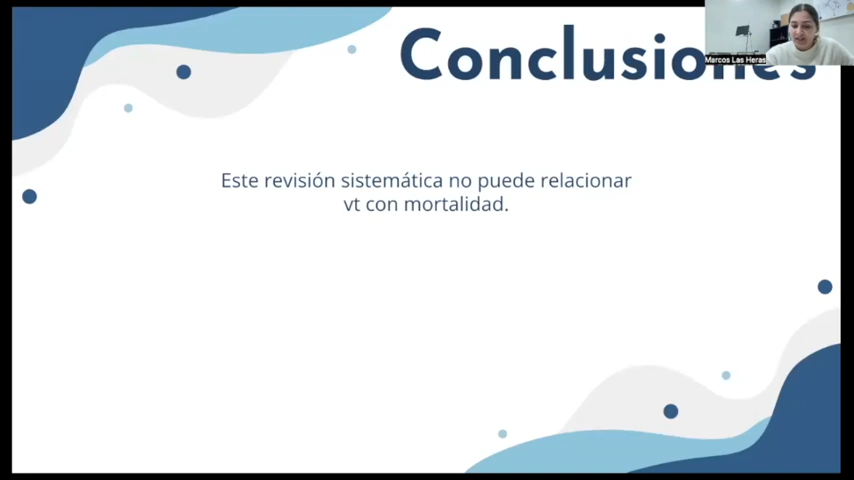 Conclusiones
Marcos Las Heras
Este revisión sistemática no puede relacionar
vt con mortalidad.